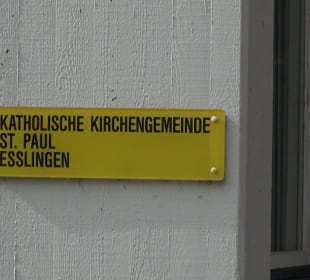 KATHOLISCHE KIRCHENGEMEINDE
ST. PAUL
ESSLINGEN